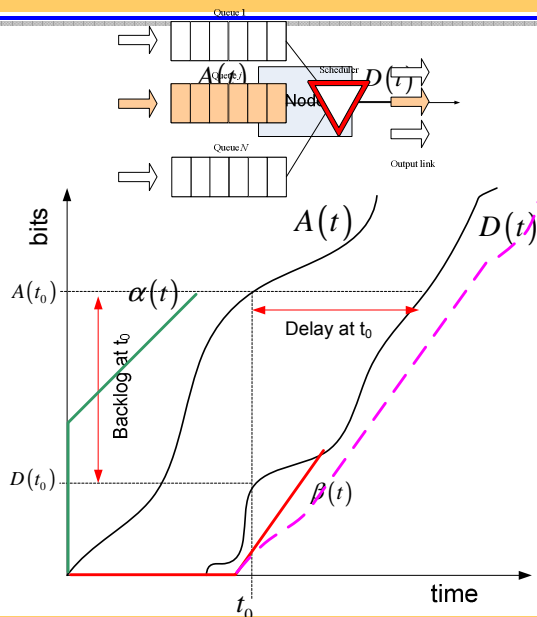 Queue 1
A(t)
Queue j
Node
Scheduler
D(t)
Queue N
Output link
bits
A(t)
D(t)
A(t₀)
α(t)
Delay at t₀
Backlog at t₀
D(t₀)
β(t)
time
t₀